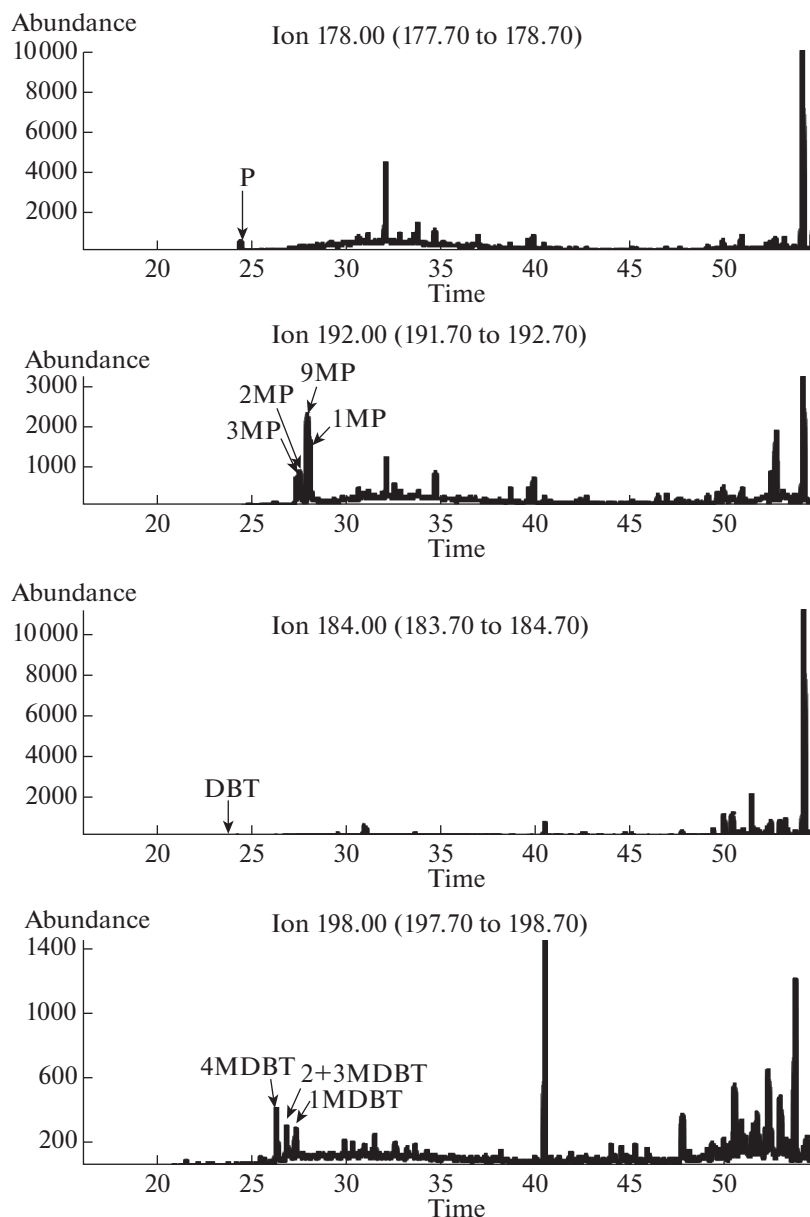 Abundance
Ion 178.00 (177.70 to 178.70)
10000
8000
6000
4000
2000
P
20 25 30 35 40 45 50
Time
Ion 192.00 (191.70 to 192.70)
Abundance
3000
2000
1000
9MP
2MP
1MP
3MP
20 25 30 35 40 45 50
Time
Abundance
Ion 184.00 (183.70 to 184.70)
10000
8000
6000
4000
2000
DBT
20 25 30 35 40 45 50
Time
Abundance
Ion 198.00 (197.70 to 198.70)
1400
1000
600
200
4MDBT
2+3MDBT
1MDBT
20 25 30 35 40 45 50
Time